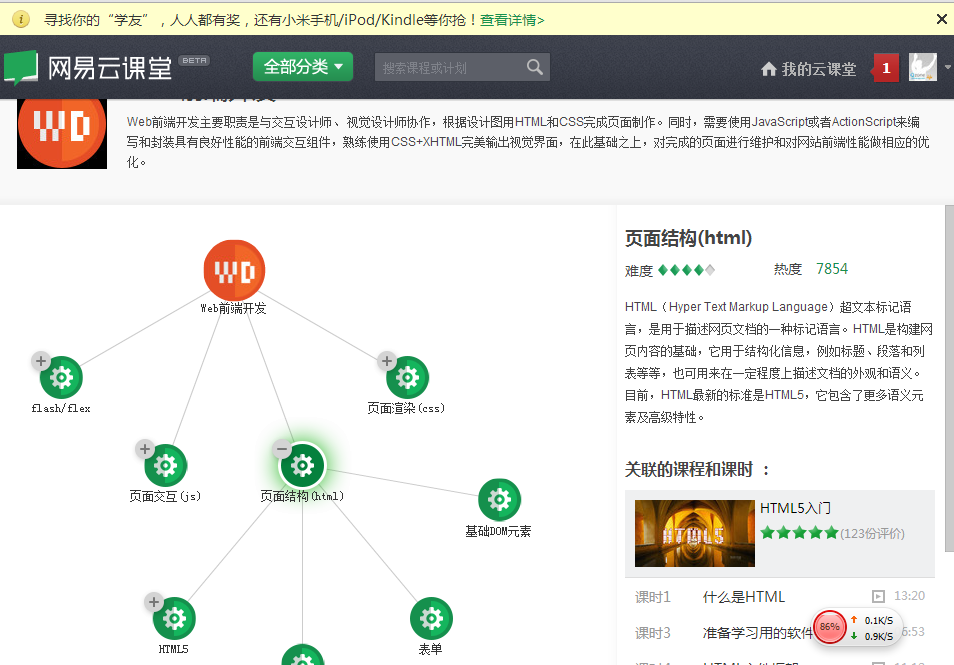 寻找你的“学友”，人人都有奖，还有小米手机/iPod/Kindle等你抢！查看详情>
网易云课堂 BETA 全部分类 搜索课程或计划 我的云课堂 1
Web前端开发主要职责是与交互设计师、视觉设计师协作，根据设计图用HTML和CSS完成页面制作。同时，需要使用JavaScript或者ActionScript来编
写和封装具有良好性能的前端交互组件，熟练使用CSS+XHTML完美输出视觉界面，在此基础之上，对完成的页面进行维护和对网站前端性能做相应的优
化。
WD
WD
Web前端开发
flash/flex
页面渲染(css)
页面交互(js)
页面结构(html)
基础DOM元素
HTML5
表单
页面结构(html)
难度 热度 7854
HTML（Hyper Text Markup Language）超文本标记语
言，是用于描述网页文档的一种标记语言。HTML是构建网
页内容的基础，它用于结构化信息，例如标题、段落和列
表等等，也可用来在一定程度上描述文档的外观和语义。
目前，HTML最新的标准是HTML5，它包含了更多语义元
素及高级特性。
关联的课程和课时 ：
HTML5
HTML5入门
(123份评价)
课时1 什么是HTML 13:20
课时3 准备学习用的软件
86% 0.1K/S
0.9K/S